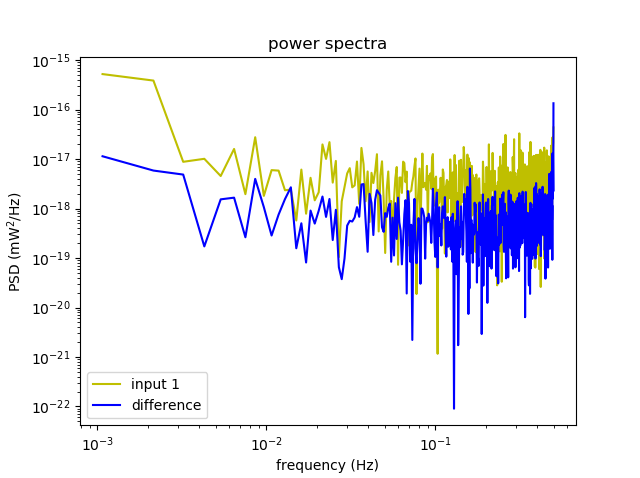 power spectra
PSD (mW²/Hz)
10⁻¹⁵
10⁻¹⁶
10⁻¹⁷
10⁻¹⁸
10⁻¹⁹
10⁻²⁰
10⁻²¹
10⁻²²
input 1
difference
10⁻³
10⁻²
10⁻¹
frequency (Hz)